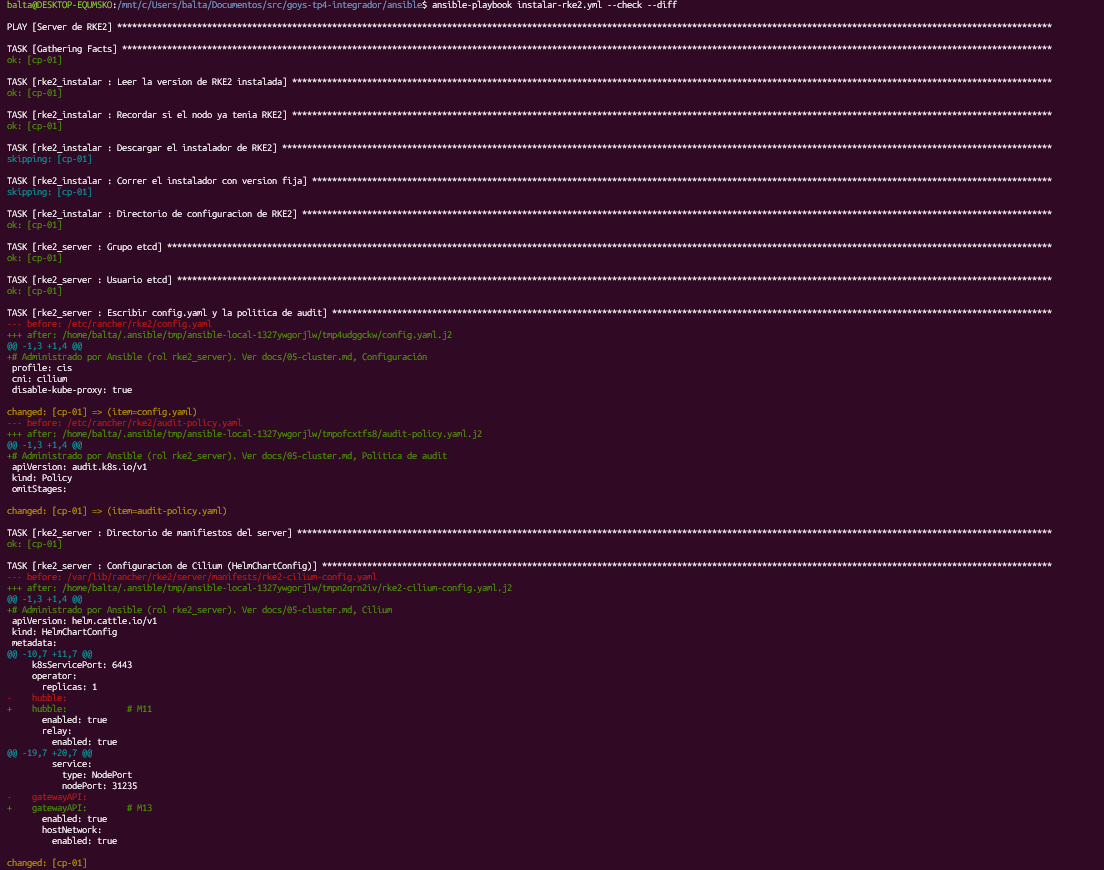 balta@DESKTOP-EQUMSKO:/mnt/c/Users/balta/Documentos/src/goys-tp4-integrador/ansible$ ansible-playbook instalar-rke2.yml --check --diff
PLAY [Server de RKE2] ****************************************************************************************************
TASK [Gathering Facts] ****************************************************************************************************
ok: [cp-01]
TASK [rke2_instalar : Leer la version de RKE2 instalada] ****************************************************************************************************
ok: [cp-01]
TASK [rke2_instalar : Recordar si el nodo ya tenia RKE2] ****************************************************************************************************
ok: [cp-01]
TASK [rke2_instalar : Descargar el instalador de RKE2] ****************************************************************************************************
skipping: [cp-01]
TASK [rke2_instalar : Correr el instalador con version fija] ****************************************************************************************************
skipping: [cp-01]
TASK [rke2_instalar : Directorio de configuracion de RKE2] ****************************************************************************************************
ok: [cp-01]
TASK [rke2_server : Grupo etcd] ****************************************************************************************************
ok: [cp-01]
TASK [rke2_server : Usuario etcd] ****************************************************************************************************
ok: [cp-01]
TASK [rke2_server : Escribir config.yaml y la politica de audit] ****************************************************************************************************
--- before: /etc/rancher/rke2/config.yaml
+++ after: /home/balta/.ansible/tmp/ansible-local-1327ywgorjlw/tmp4udggckw/config.yaml.j2
@@ -1,3 +1,4 @@
+# Administrado por Ansible (rol rke2_server). Ver docs/05-cluster.md, Configuración
 profile: cis
 cni: cilium
 disable-kube-proxy: true
changed: [cp-01] => (item=config.yaml)
--- before: /etc/rancher/rke2/audit-policy.yaml
+++ after: /home/balta/.ansible/tmp/ansible-local-1327ywgorjlw/tmpofcxtfs8/audit-policy.yaml.j2
@@ -1,3 +1,4 @@
+# Administrado por Ansible (rol rke2_server). Ver docs/05-cluster.md, Politica de audit
 apiVersion: audit.k8s.io/v1
 kind: Policy
 omitStages:
changed: [cp-01] => (item=audit-policy.yaml)
TASK [rke2_server : Directorio de manifiestos del server] ****************************************************************************************************
ok: [cp-01]
TASK [rke2_server : Configuracion de Cilium (HelmChartConfig)] ****************************************************************************************************
--- before: /var/lib/rancher/rke2/server/manifests/rke2-cilium-config.yaml
+++ after: /home/balta/.ansible/tmp/ansible-local-1327ywgorjlw/tmpn2qrn2iv/rke2-cilium-config.yaml.j2
@@ -1,3 +1,4 @@
+# Administrado por Ansible (rol rke2_server). Ver docs/05-cluster.md, Cilium
 apiVersion: helm.cattle.io/v1
 kind: HelmChartConfig
 metadata:
@@ -10,7 +11,7 @@
     k8sServicePort: 6443
     operator:
       replicas: 1
-    hubble:
+    hubble:            # M11
       enabled: true
       relay:
         enabled: true
@@ -19,7 +20,7 @@
         service:
           type: NodePort
           nodePort: 31235
-    gatewayAPI:
+    gatewayAPI:        # M13
       enabled: true
       hostNetwork:
         enabled: true
changed: [cp-01]